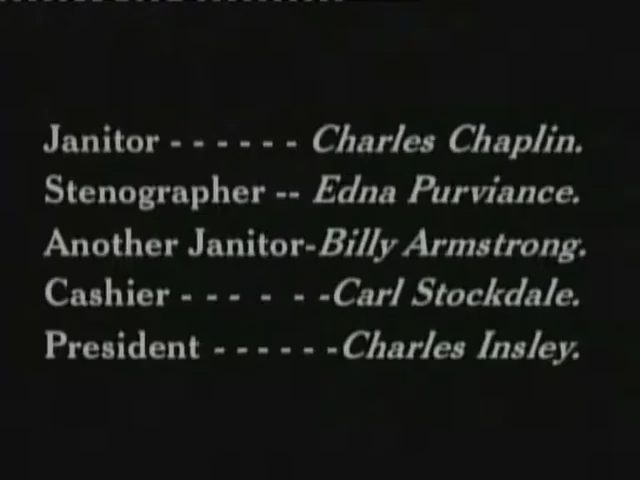 Janitor - - - - - - Charles Chaplin.
Stenographer -- Edna Purviance.
Another Janitor-Billy Armstrong.
Cashier - - - - - -Carl Stockdale.
President - - - - - -Charles Insley.